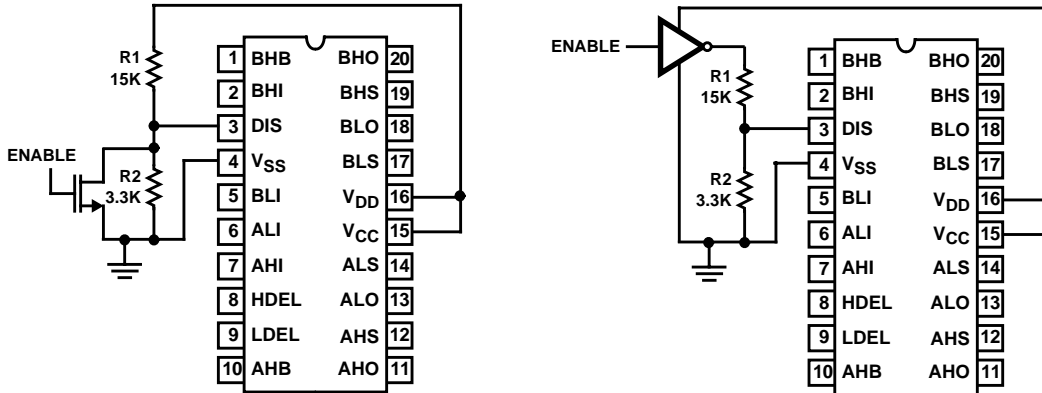 R1
15K
ENABLE
R2
3.3K
1 BHB BHO 20
2 BHI BHS 19
3 DIS BLO 18
4 VSS BLS 17
5 BLI VDD 16
6 ALI VCC 15
7 AHI ALS 14
8 HDEL ALO 13
9 LDEL AHS 12
10 AHB AHO 11
ENABLE
R1
15K
R2
3.3K
1 BHB BHO 20
2 BHI BHS 19
3 DIS BLO 18
4 VSS BLS 17
5 BLI VDD 16
6 ALI VCC 15
7 AHI ALS 14
8 HDEL ALO 13
9 LDEL AHS 12
10 AHB AHO 11